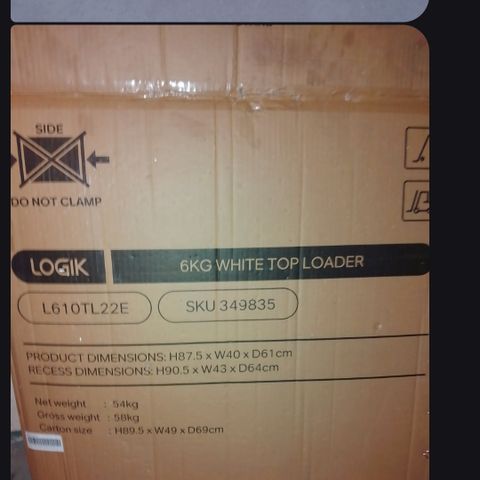 SIDE
DO NOT CLAMP
LOGIK 6KG WHITE TOP LOADER
L610TL22E SKU 349835
PRODUCT DIMENSIONS: H87.5 x W40 x D61cm
RECESS DIMENSIONS: H90.5 x W43 x D64cm
Net weight : 54kg
Gross weight : 58kg
Carton size : H89.5 x W49 x D69cm